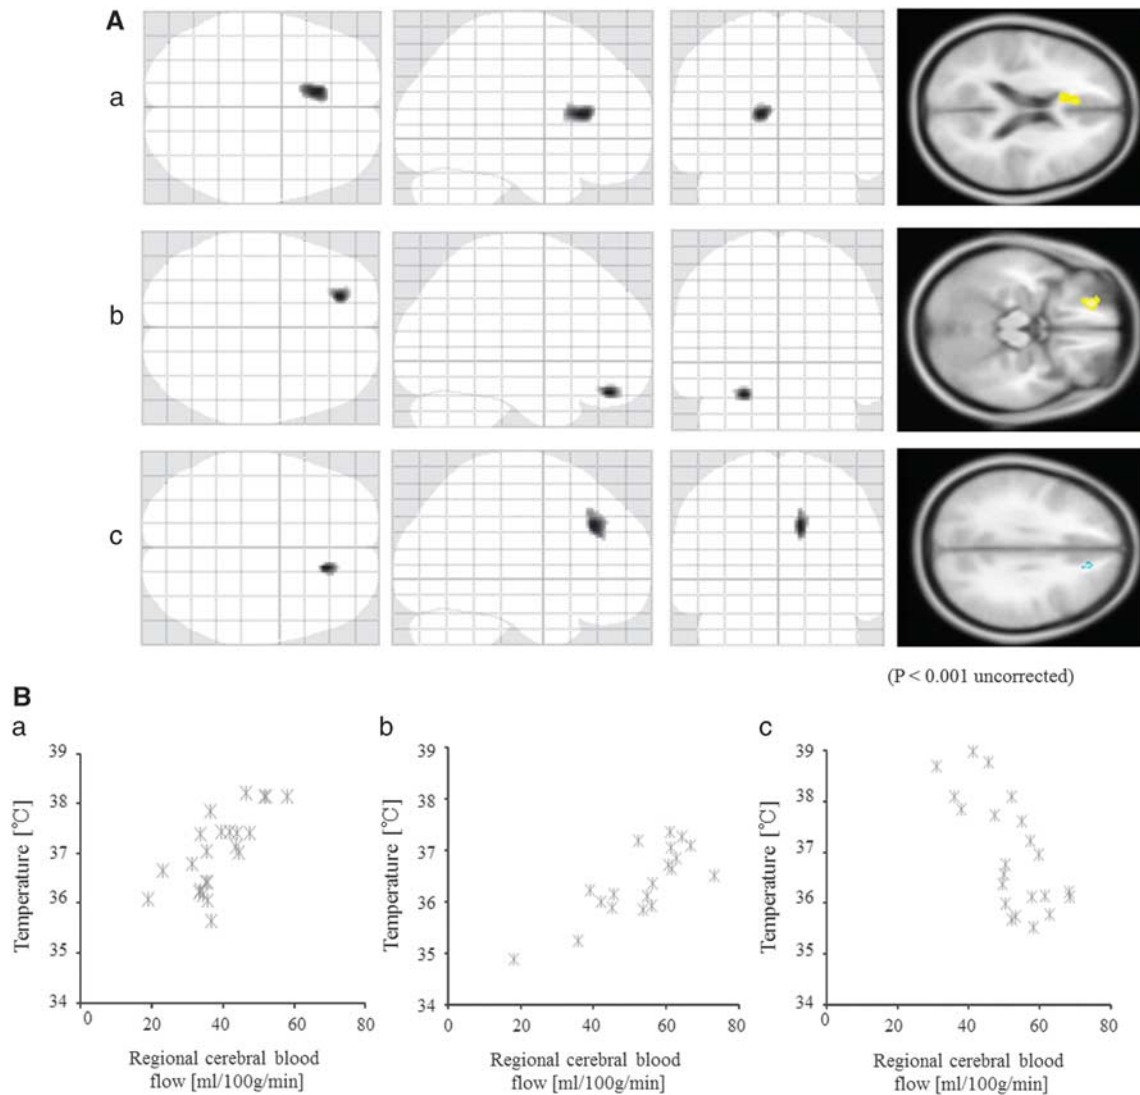 A
a
b
c
(P < 0.001 uncorrected)
B
a
b
c
39
38
37
36
35
34
0
20
40
60
80
Temperature [℃]
Regional cerebral blood
flow [ml/100g/min]
39
38
37
36
35
34
0
20
40
60
80
Temperature [℃]
Regional cerebral blood
flow [ml/100g/min]
39
38
37
36
35
34
0
20
40
60
80
Temperature [℃]
Regional cerebral blood
flow [ml/100g/min]